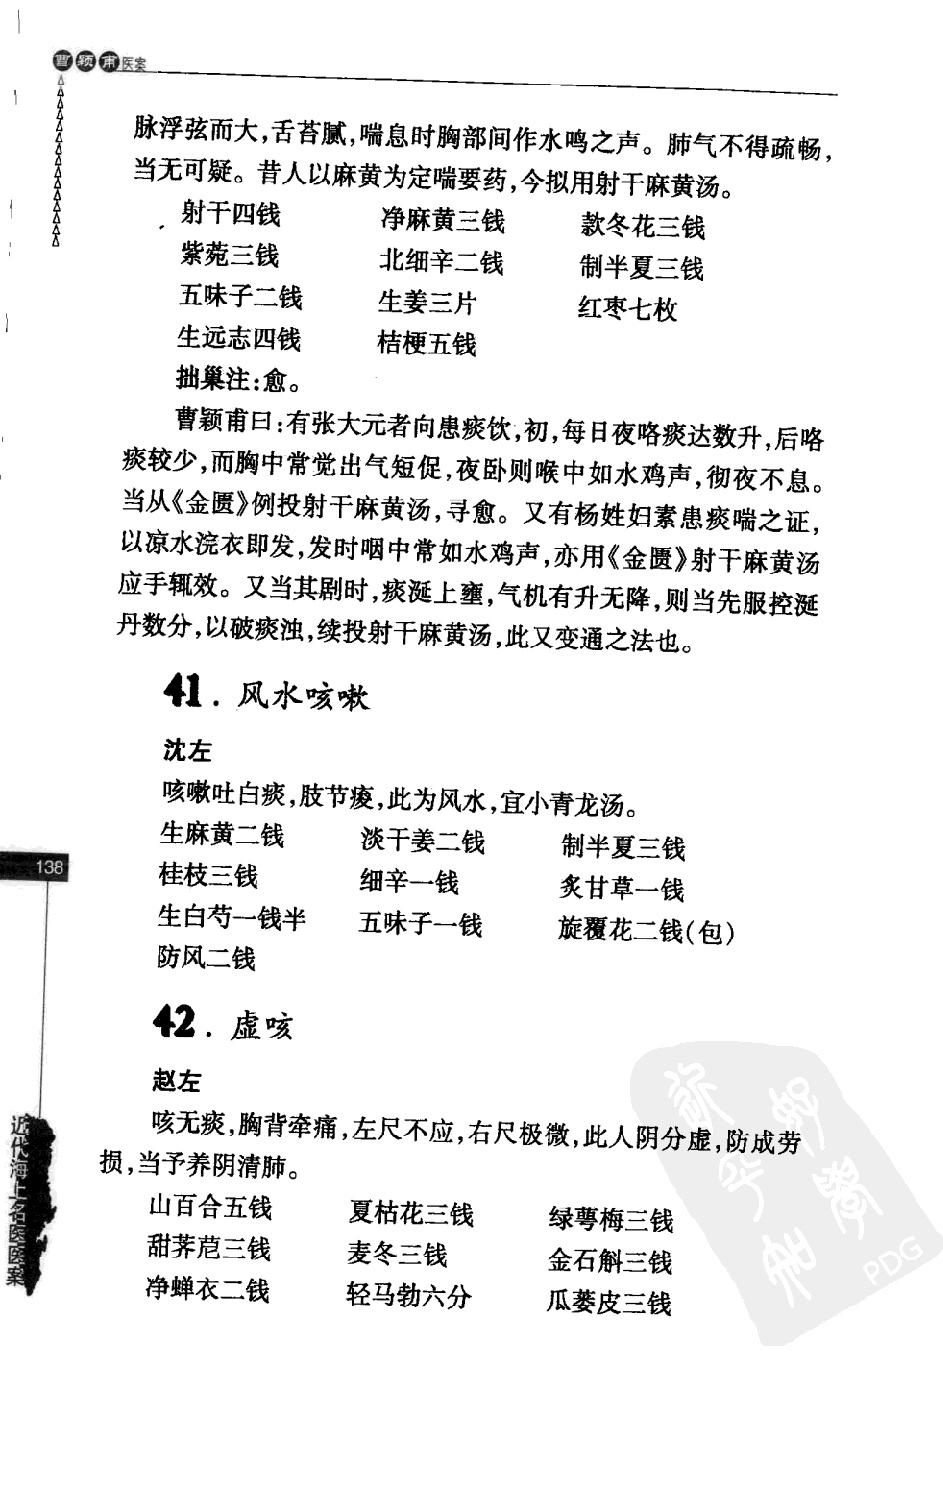 曹颖甫医案
脉浮弦而大,舌苔腻,喘息时胸部间作水鸣之声。肺气不得疏畅,
当无可疑。昔人以麻黄为定喘要药,今拟用射干麻黄汤。
射干四钱 净麻黄三钱 款冬花三钱
紫菀三钱 北细辛二钱 制半夏三钱
五味子二钱 生姜三片 红枣七枚
生远志四钱 桔梗五钱
拙巢注:愈。
曹颖甫曰:有张大元者向患痰饮,初,每日夜咯痰达数升,后咯
痰较少,而胸中常觉出气短促,夜卧则喉中如水鸡声,彻夜不息。
当从《金匮》例投射干麻黄汤,寻愈。又有杨姓妇素患痰喘之证,
以凉水浣衣即发,发时咽中常如水鸡声,亦用《金匮》射干麻黄汤
应手辄效。又当其剧时,痰涎上壅,气机有升无降,则当先服控涎
丹数分,以破痰浊,续投射干麻黄汤,此又变通之法也。
41. 风水咳嗽
沈左
咳嗽吐白痰,肢节痠,此为风水,宜小青龙汤。
生麻黄二钱 淡干姜二钱 制半夏三钱
桂枝三钱 细辛一钱 炙甘草一钱
生白芍一钱半 五味子一钱 旋覆花二钱(包)
防风二钱
138
42. 虚咳
赵左
咳无痰,胸背牵痛,左尺不应,右尺极微,此人阴分虚,防成劳
损,当予养阴清肺。
山百合五钱 夏枯花三钱 绿萼梅三钱
甜荠苨三钱 麦冬三钱 金石斛三钱
净蝉衣二钱 轻马勃六分 瓜蒌皮三钱
近代海上名医医案
PDG